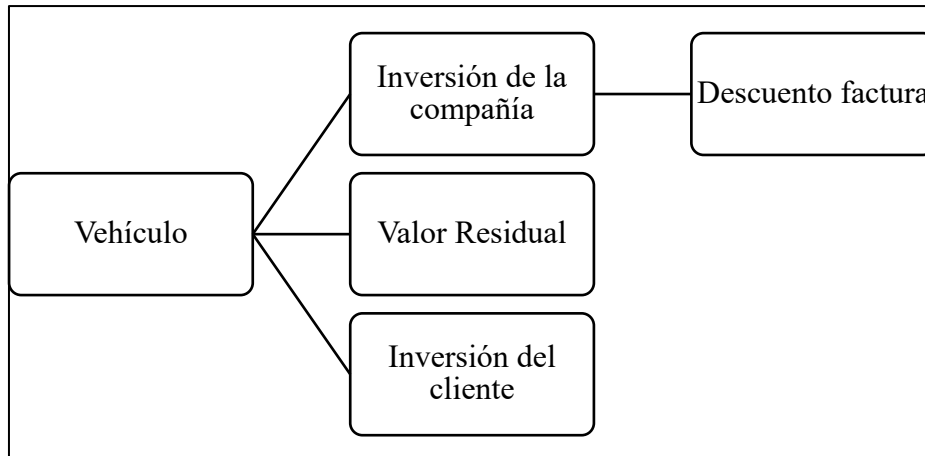 Inversión de la
compañía
Descuento factura
Vehículo
Valor Residual
Inversión del
cliente